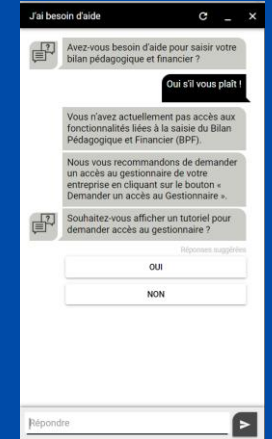 J'ai besoin d'aide
Avez-vous besoin d'aide pour saisir votre
bilan pédagogique et financier ?
Oui s'il vous plaît !
Vous n'avez actuellement pas accès aux
fonctionnalités liées à la saisie du Bilan
Pédagogique et Financier (BPF).
Nous vous recommandons de demander
un accès au gestionnaire de votre
entreprise en cliquant sur le bouton «
Demander un accès au Gestionnaire ».
Souhaitez-vous afficher un tutoriel pour
demander accès au gestionnaire ?
Réponses suggérées
OUI
NON
Répondre